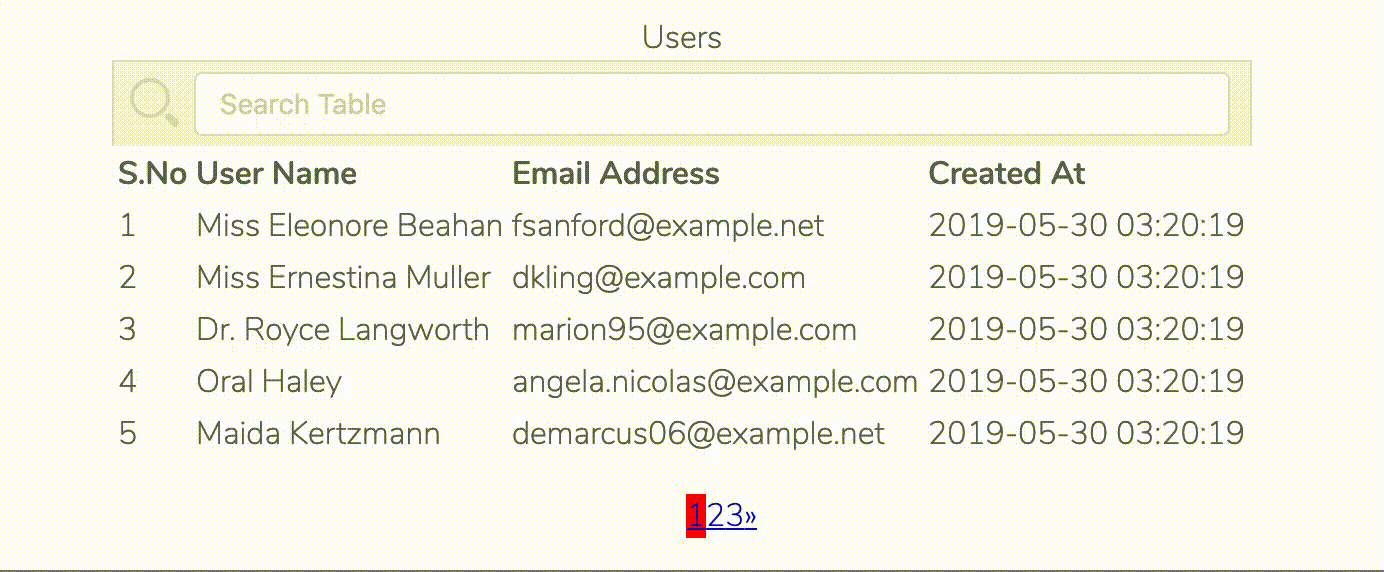 Users
Search Table
S.No User Name Email Address Created At
1 Miss Eleonore Beahan fsanford@example.net 2019-05-30 03:20:19
2 Miss Ernestina Muller dkling@example.com 2019-05-30 03:20:19
3 Dr. Royce Langworth marion95@example.com 2019-05-30 03:20:19
4 Oral Haley angela.nicolas@example.com 2019-05-30 03:20:19
5 Maida Kertzmann demarcus06@example.net 2019-05-30 03:20:19
123»